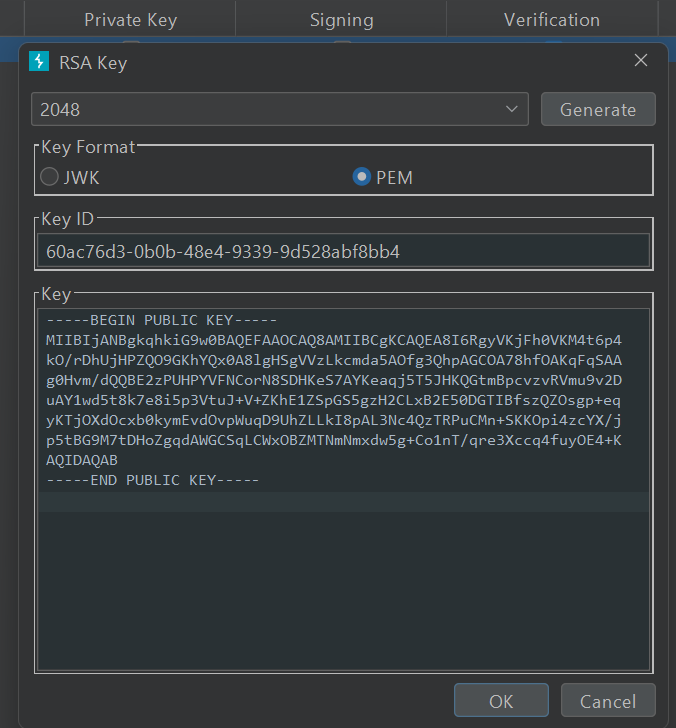 Private Key Signing Verification
RSA Key
2048 Generate
Key Format
JWK PEM
Key ID
60ac76d3-0b0b-48e4-9339-9d528abf8bb4
Key
-----BEGIN PUBLIC KEY-----
MIIBIjANBgkqhkiG9w0BAQEFAAOCAQ8AMIIBCgKCAQEA8I6RgyVKjFh0VKM4t6p4
kO/rDhUjHPZQO9GKhYQx0A8lgHSgVVzLkcmda5AOfg3QhpAGCOA78hfOAKqFqSAA
g0Hvm/dQQBE2zPUHPYVFNCorN8SDHKeS7AYKeaqj5T5JHKQGtmBpcvzvRVmu9v2D
uAY1wd5t8k7e8i5p3VtuJ+V+ZKhE1ZSpGS5gzH2CLxB2E50DGTIBfszQZOsgp+eq
yKTjOXdOcxb0kymEvdOvpWuqD9UhZLLkI8pAL3Nc4QzTRPuCMn+SKKOpi4zcYX/j
p5tBG9M7tDHoZgqdAWGCSqLCWxOBZMTNmNmxdw5g+Co1nT/qre3Xccq4fuyOE4+K
AQIDAQAB
-----END PUBLIC KEY-----
OK Cancel